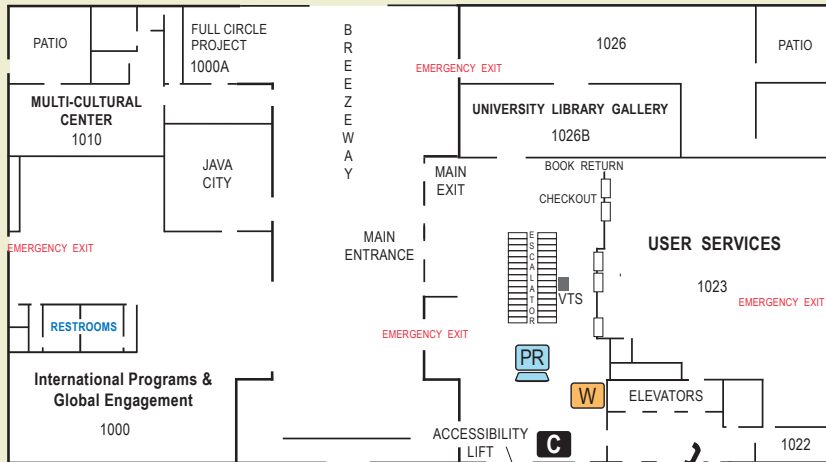 PATIO
FULL CIRCLE
PROJECT
1000A
BREEZEWAY
1026
PATIO
EMERGENCY EXIT
MULTI-CULTURAL
CENTER
1010
UNIVERSITY LIBRARY GALLERY
1026B
JAVA
CITY
MAIN
EXIT
BOOK RETURN
CHECKOUT
MAIN
ENTRANCE
ESCALATOR
USER SERVICES
1023
EMERGENCY EXIT
VTS
EMERGENCY EXIT
RESTROOMS
EMERGENCY EXIT
PR
International Programs &
Global Engagement
1000
W
ELEVATORS
ACCESSIBILITY
LIFT
C
1022